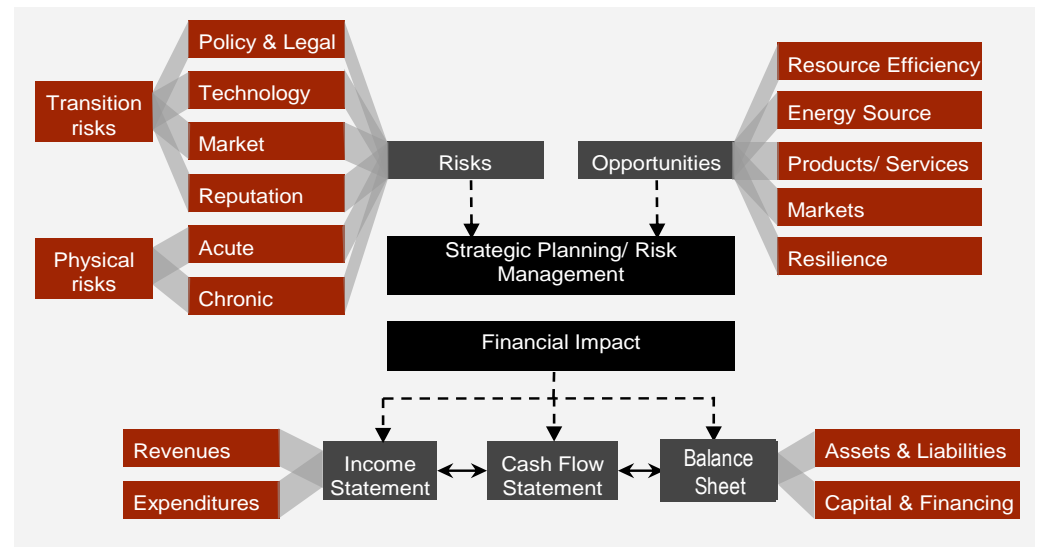 Transition
risks
Policy & Legal
Technology
Market
Reputation
Physical
risks
Acute
Chronic
Risks
Opportunities
Resource Efficiency
Energy Source
Products/ Services
Markets
Resilience
Strategic Planning/ Risk
Management
Financial Impact
Revenues
Expenditures
Income
Statement
Cash Flow
Statement
Balance
Sheet
Assets & Liabilities
Capital & Financing